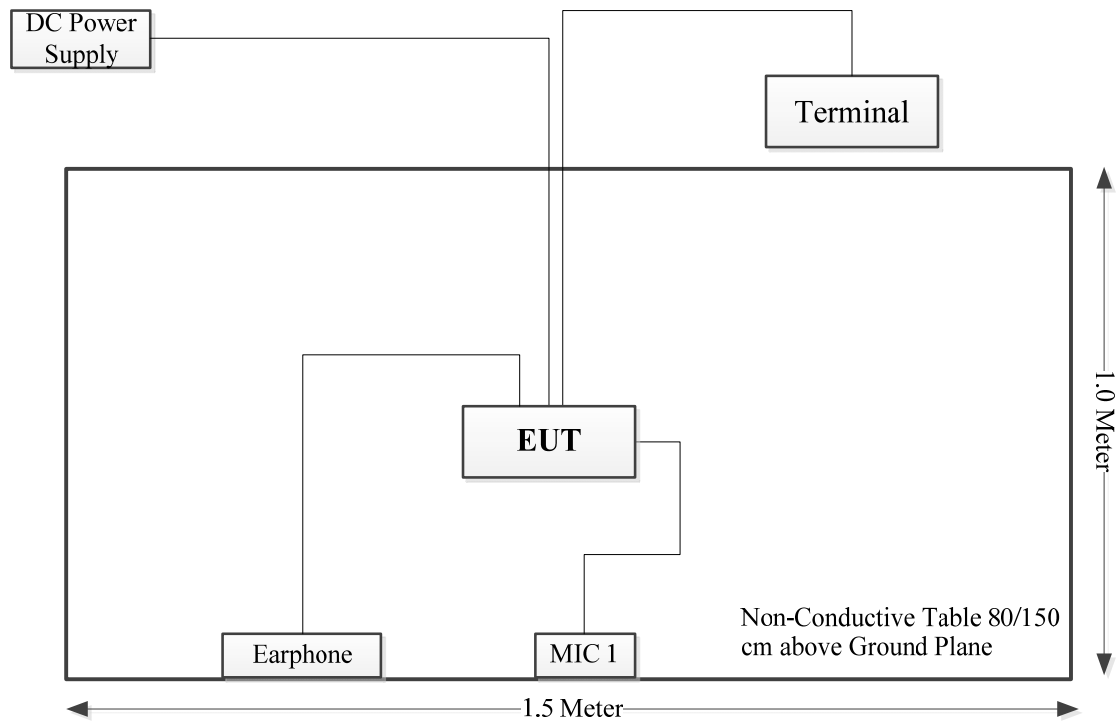 DC Power
Supply
Terminal
EUT
1.0 Meter
Non-Conductive Table 80/150
cm above Ground Plane
Earphone
MIC 1
1.5 Meter